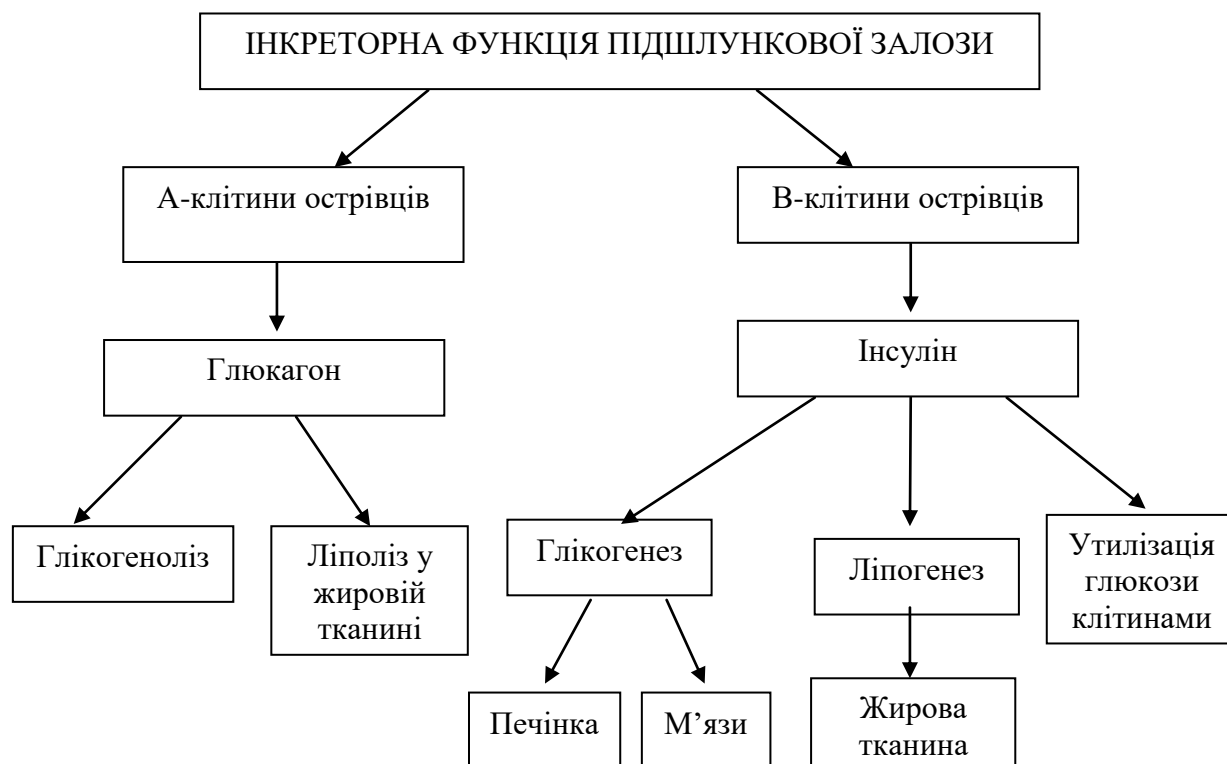 ІНКРЕТОРНА ФУНКЦІЯ ПІДШЛУНКОВОЇ ЗАЛОЗИ
А-клітини острівців
В-клітини острівців
Глюкагон
Інсулін
Глікогеноліз
Ліполіз у
жировій
тканині
Глікогенез
Ліпогенез
Утилізація
глюкози
клітинами
Печінка
М’язи
Жирова
тканина